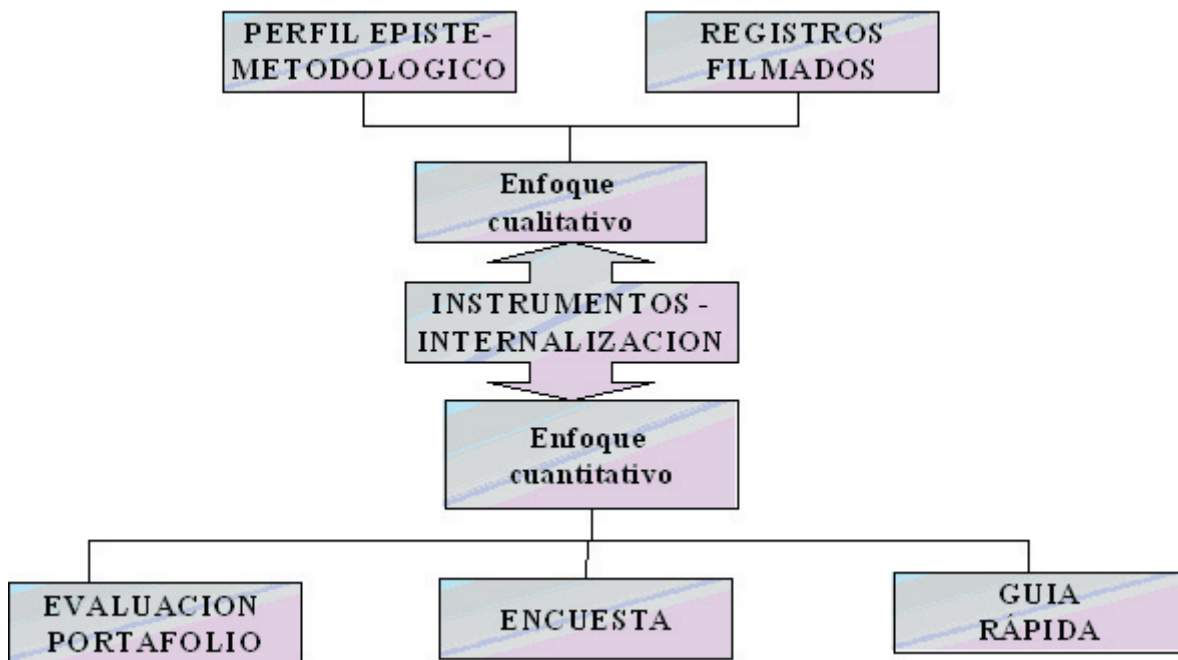 PERFIL EPISTE-
METODOLOGICO
REGISTROS
FILMADOS
Enfoque
cualitativo
INSTRUMENTOS -
INTERNALIZACION
Enfoque
cuantitativo
EVALUACION
PORTAFOLIO
ENCUESTA
GUIA
RÁPIDA